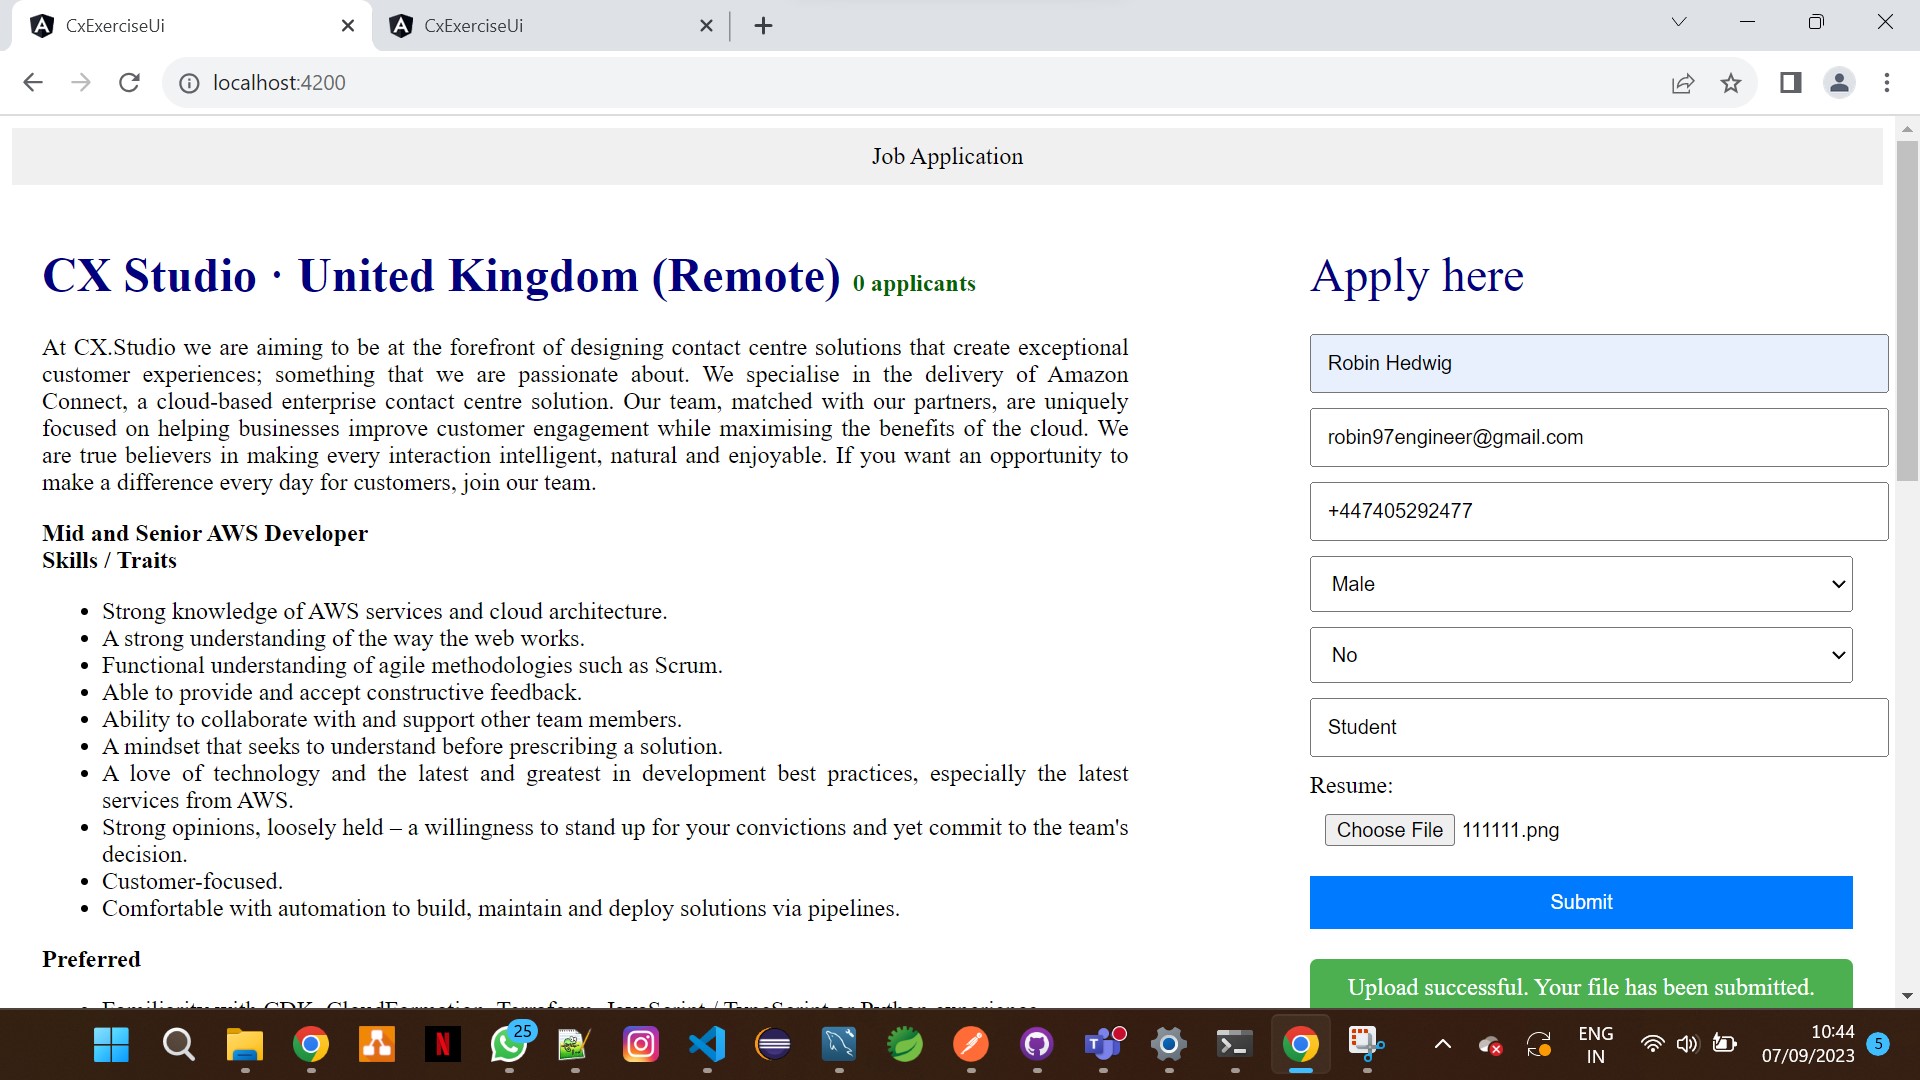 CxExerciseUi
CxExerciseUi
localhost:4200
Job Application
CX Studio · United Kingdom (Remote) 0 applicants
At CX.Studio we are aiming to be at the forefront of designing contact centre solutions that create exceptional
customer experiences; something that we are passionate about. We specialise in the delivery of Amazon
Connect, a cloud-based enterprise contact centre solution. Our team, matched with our partners, are uniquely
focused on helping businesses improve customer engagement while maximising the benefits of the cloud. We
are true believers in making every interaction intelligent, natural and enjoyable. If you want an opportunity to
make a difference every day for customers, join our team.
Mid and Senior AWS Developer
Skills / Traits
• Strong knowledge of AWS services and cloud architecture.
• A strong understanding of the way the web works.
• Functional understanding of agile methodologies such as Scrum.
• Able to provide and accept constructive feedback.
• Ability to collaborate with and support other team members.
• A mindset that seeks to understand before prescribing a solution.
• A love of technology and the latest and greatest in development best practices, especially the latest
services from AWS.
• Strong opinions, loosely held – a willingness to stand up for your convictions and yet commit to the team's
decision.
• Customer-focused.
• Comfortable with automation to build, maintain and deploy solutions via pipelines.
Preferred
• Familiarity with CDK, CloudFormation, Terraform, JavaScript / TypeScript or Python experience
Apply here
Robin Hedwig
robin97engineer@gmail.com
+447405292477
Male
No
Student
Resume:
Choose File 111111.png
Submit
Upload successful. Your file has been submitted.
25
ENG
IN
10:44
07/09/2023
5